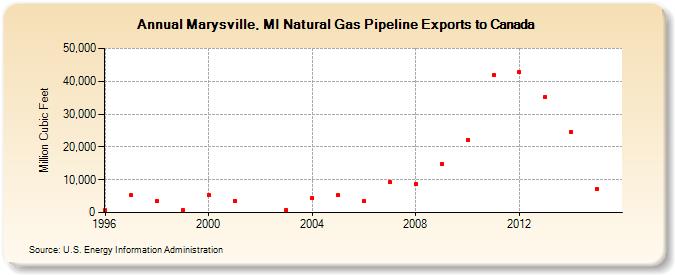 Annual Marysville, MI Natural Gas Pipeline Exports to Canada
Million Cubic Feet
50,000
40,000
30,000
20,000
10,000
0
1996 2000 2004 2008 2012
Source: U.S. Energy Information Administration